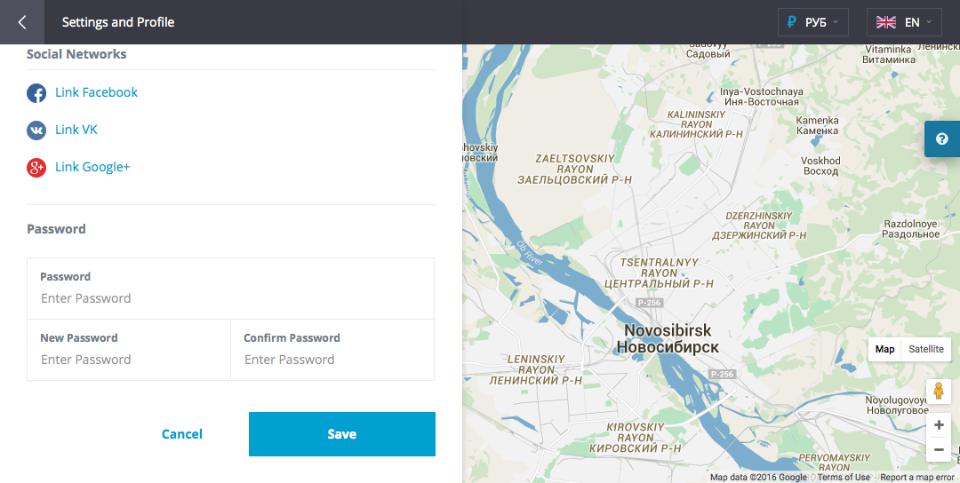 Settings and Profile
₽ РУБ
EN
Social Networks
Link Facebook
Link VK
Link Google+
Password
Password
Enter Password
New Password
Confirm Password
Enter Password
Enter Password
Cancel
Save
Садовый
Vitaminka
Витаминка
Inya-Vostochnaya
Иня-Восточная
KALININSKIY
RAYON
КАЛИНИНСКИЙ Р-Н
Kamenka
Каменка
ZAELTSOVSKIY
RAYON
ЗАЕЛЬЦОВСКИЙ Р-Н
Voskhod
Восход
DZERZHINSKIY
RAYON
ДЗЕРЖИНСКИЙ Р-Н
Razdolnoye
Раздольное
Ob River
TSENTRALNYY
RAYON
ЦЕНТРАЛЬНЫЙ Р-Н
P-256
Novosibirsk
Новосибирск
Map
Satellite
LENINSKIY
RAYON
ЛЕНИНСКИЙ Р-Н
P-256
Novolugovoye
Новолуговое
KIROVSKIY
RAYON
КИРОВСКИЙ Р-Н
PERVOMAYSKIY
RAYON
Map data ©2016 Google
Terms of Use
Report a map error